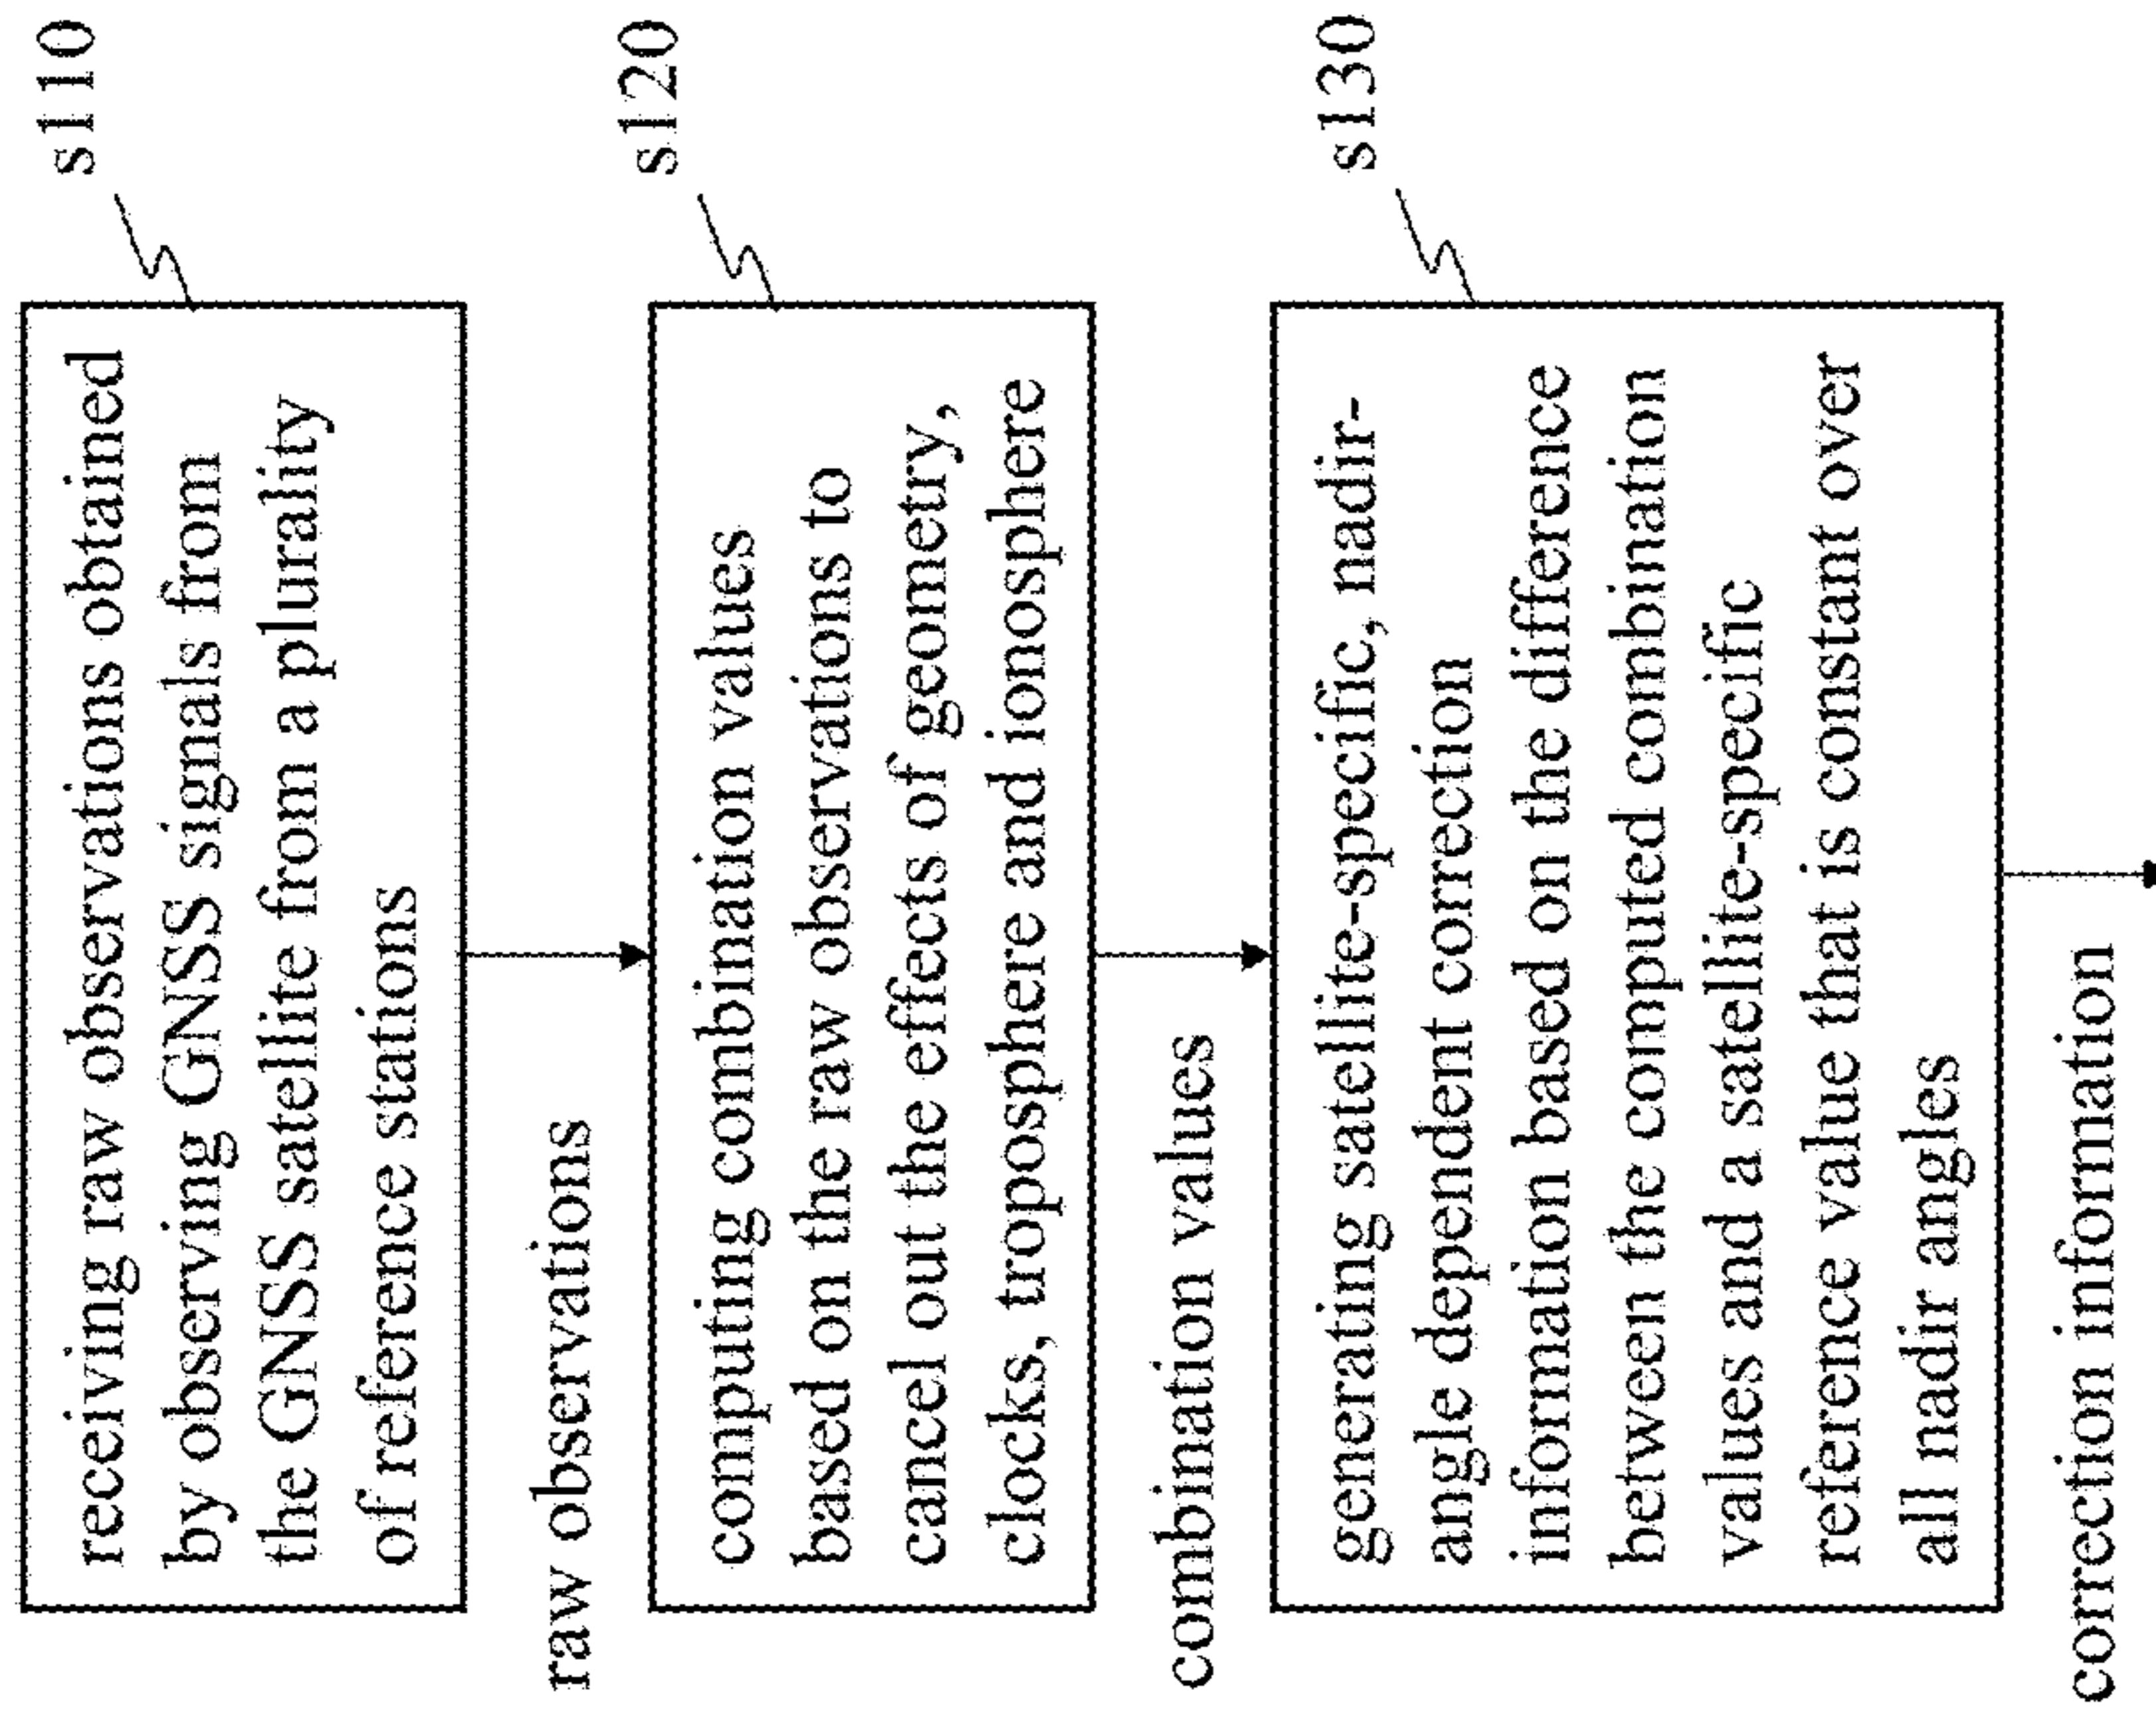 receiving raw observations obtained
by observing GNSS signals from
the GNSS satellite from a plurality
of reference stations
s110
raw observations
computing combination values
based on the raw observations to
cancel out the effects of geometry,
clocks, troposphere and ionosphere
s120
combination values
generating satellite-specific, nadir-
angle dependent correction
information based on the difference
between the computed combination
values and a satellite-specific
reference value that is constant over
all nadir angles
s130
correction information